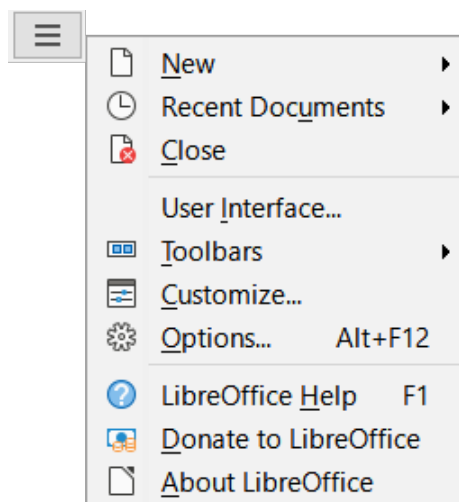 New
Recent Documents
Close
User Interface...
Toolbars
Customize...
Options... Alt+F12
LibreOffice Help F1
Donate to LibreOffice
About LibreOffice